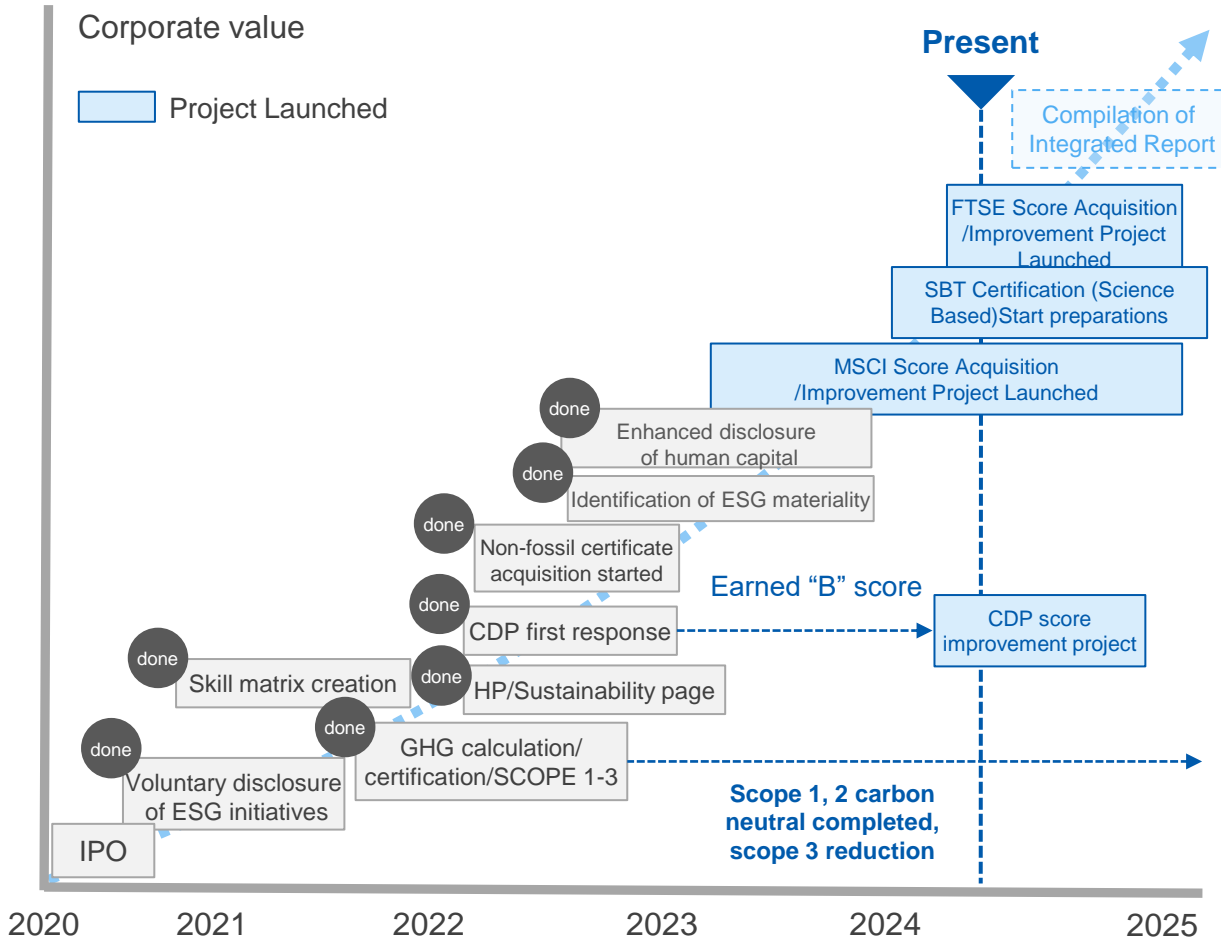 Corporate value
Project Launched
Present
Compilation of
Integrated Report
FTSE Score Acquisition
/Improvement Project
Launched
SBT Certification (Science
Based)Start preparations
MSCI Score Acquisition
/Improvement Project Launched
done
Enhanced disclosure
of human capital
done
Identification of ESG materiality
done
Non-fossil certificate
acquisition started
done
CDP first response
Earned “B” score
CDP score
improvement project
done
Skill matrix creation
done
HP/Sustainability page
done
GHG calculation/
certification/SCOPE 1-3
done
Voluntary disclosure
of ESG initiatives
Scope 1, 2 carbon
neutral completed,
scope 3 reduction
IPO
2020 2021 2022 2023 2024 2025